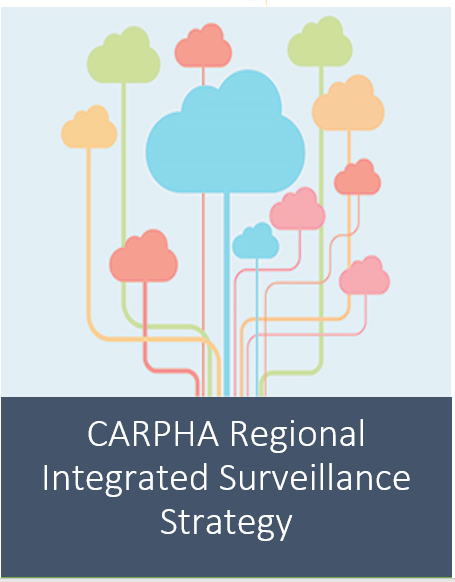 CARPHA Regional
Integrated Surveillance
Strategy